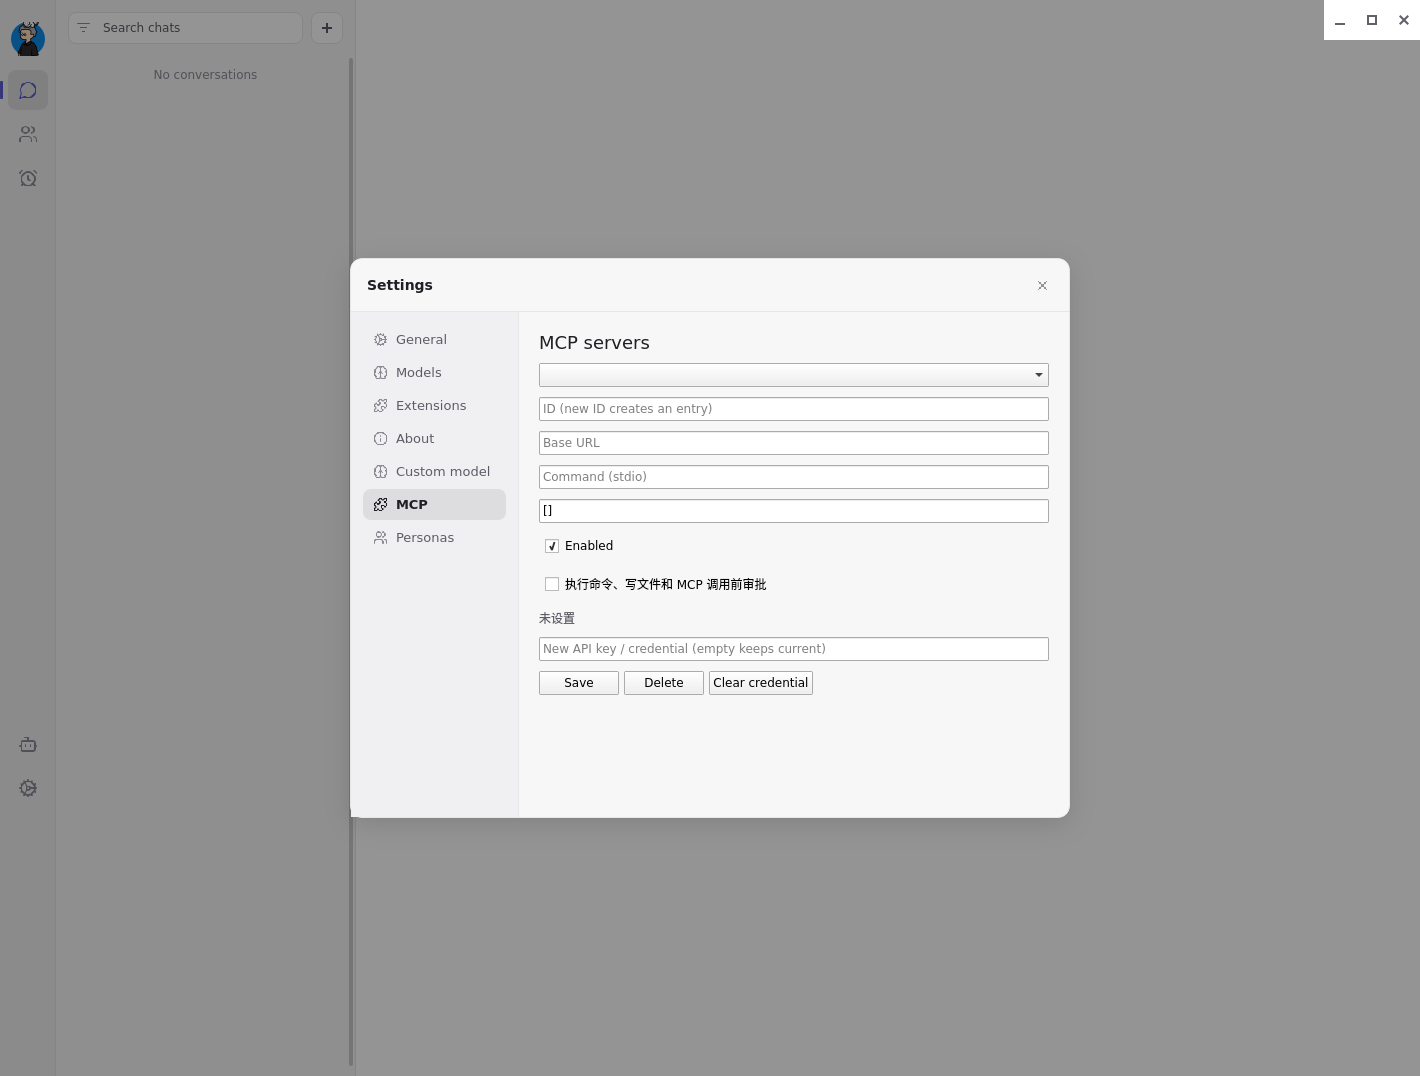 Search chats
No conversations
Settings
General
Models
Extensions
About
Custom model
MCP
Personas
MCP servers
ID (new ID creates an entry)
Base URL
Command (stdio)
[]
Enabled
执行命令、写文件和 MCP 调用前审批
未设置
New API key / credential (empty keeps current)
Save Delete Clear credential